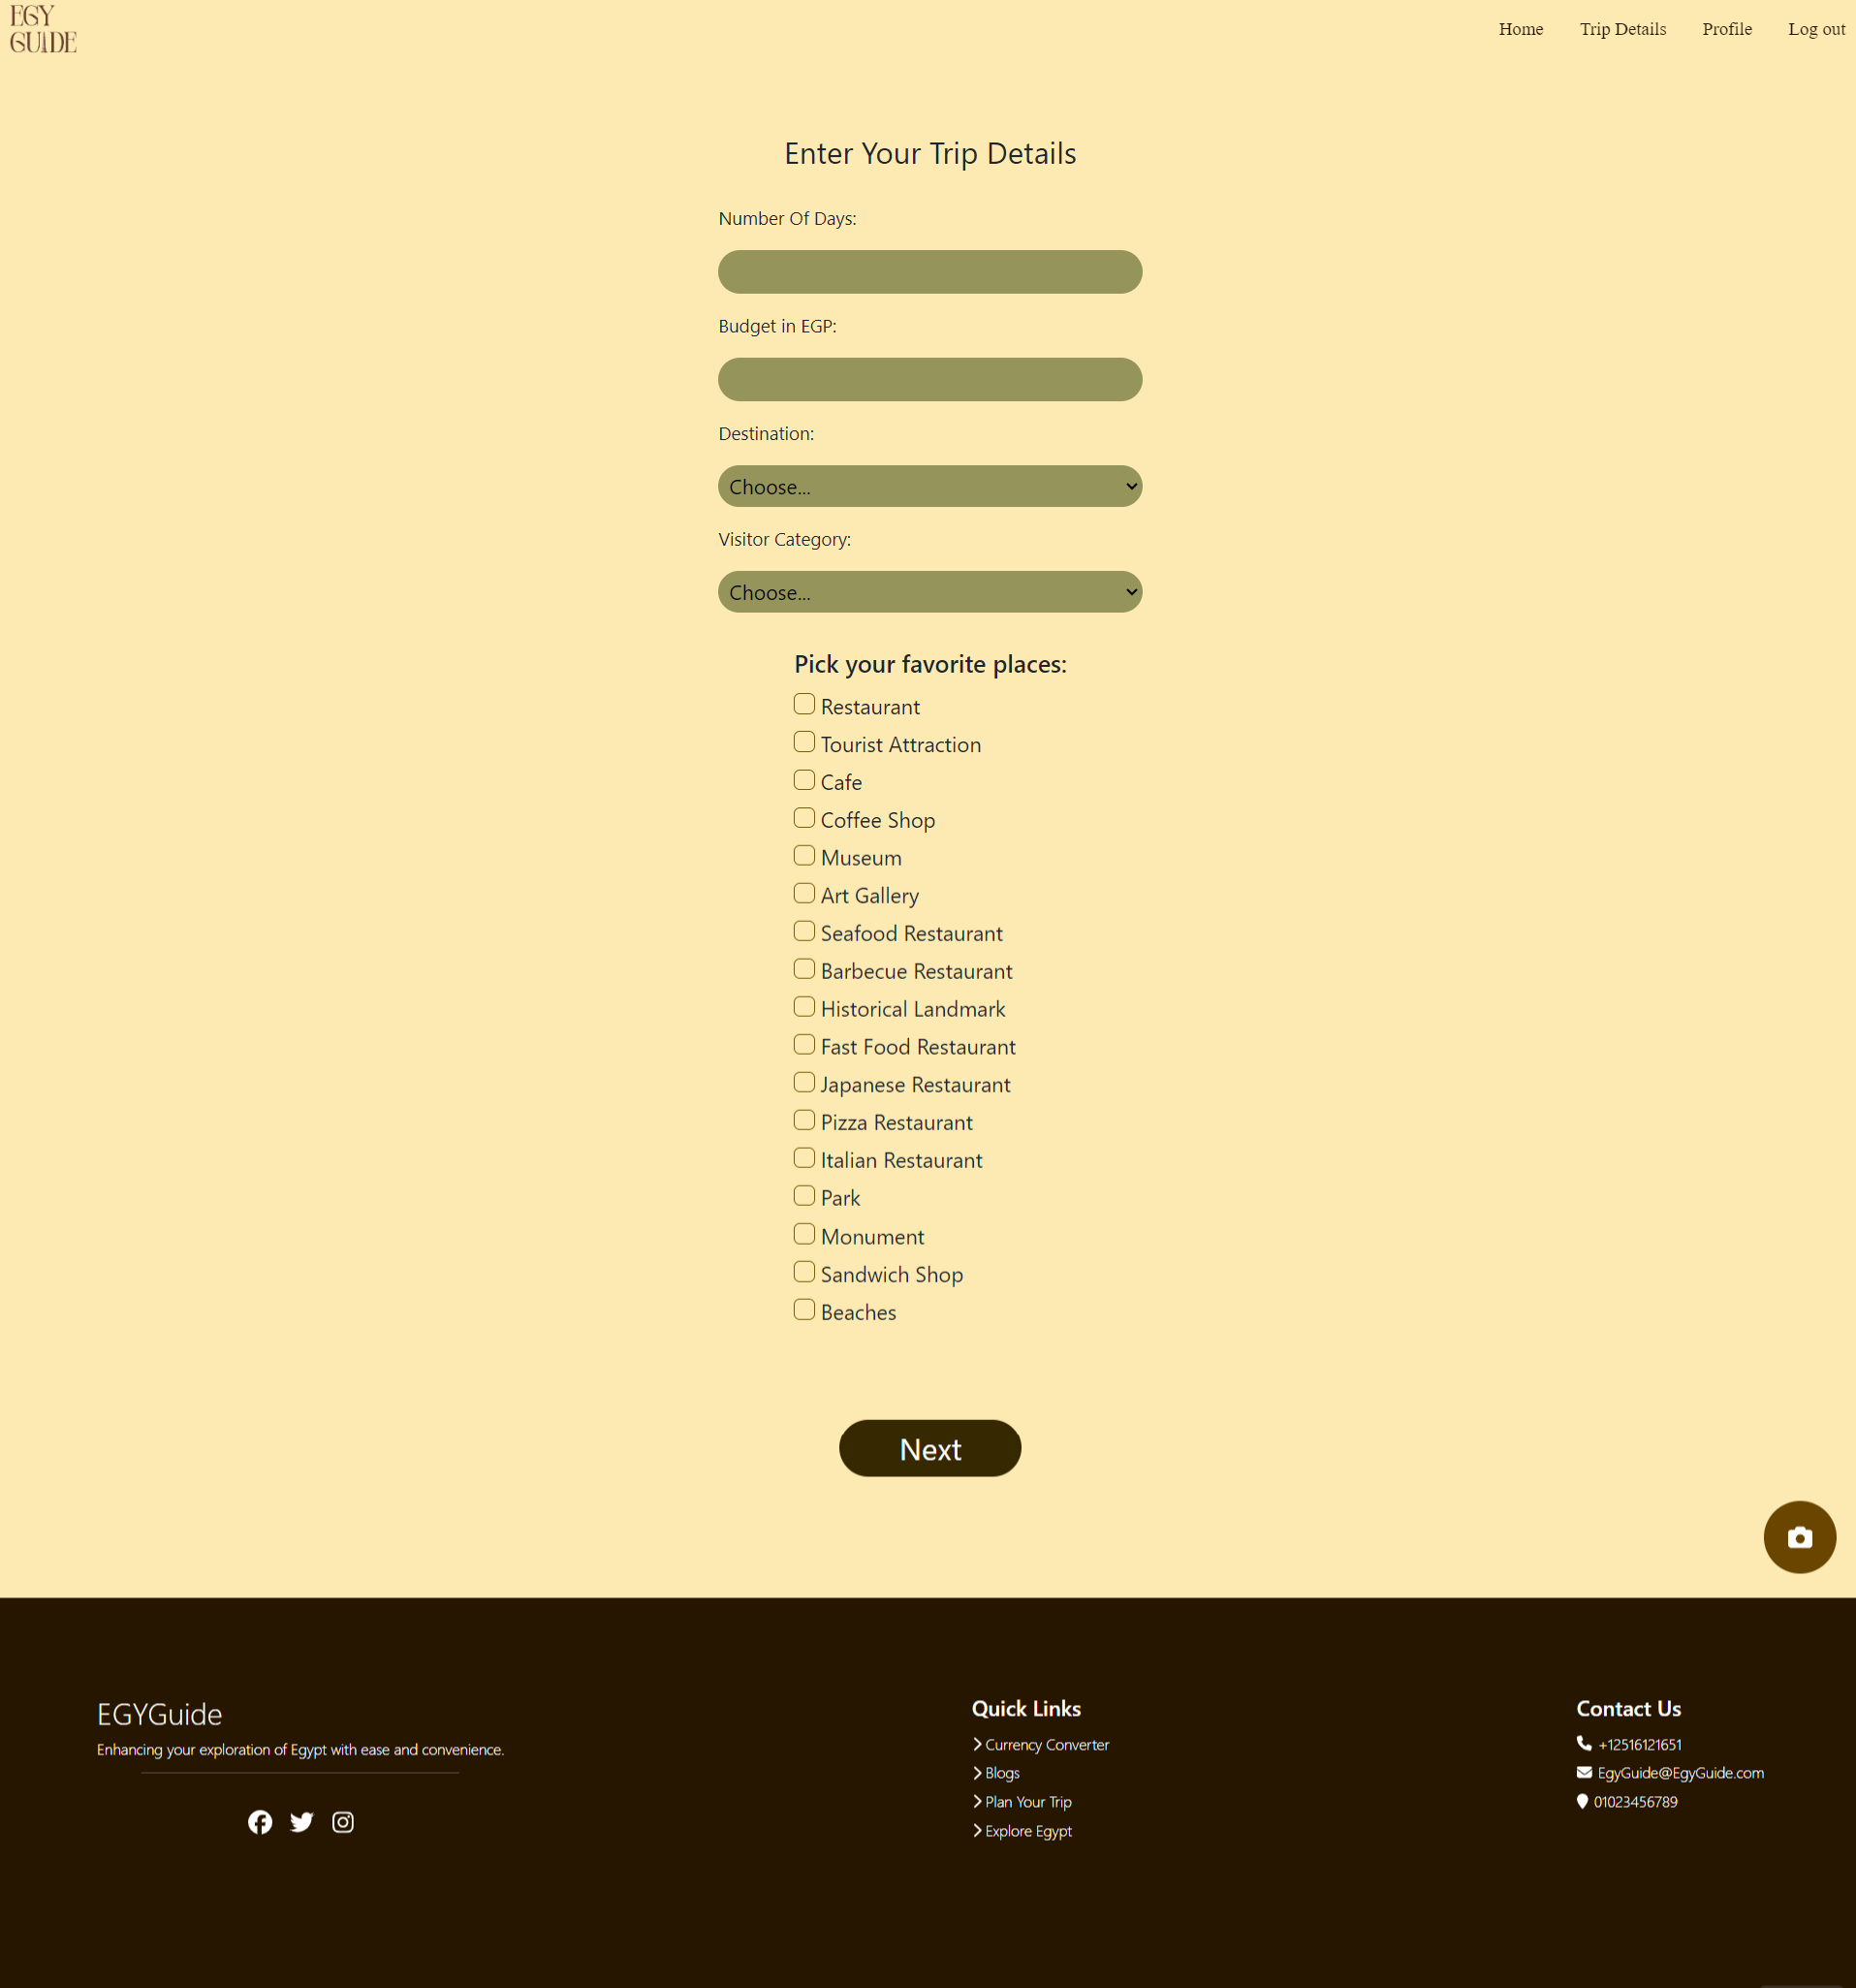 EGY
GUIDE
Home
Trip Details
Profile
Log out
Enter Your Trip Details
Number Of Days:
Budget in EGP:
Destination:
Choose...
Visitor Category:
Choose...
Pick your favorite places:
Restaurant
Tourist Attraction
Cafe
Coffee Shop
Museum
Art Gallery
Seafood Restaurant
Barbecue Restaurant
Historical Landmark
Fast Food Restaurant
Japanese Restaurant
Pizza Restaurant
Italian Restaurant
Park
Monument
Sandwich Shop
Beaches
Next
EGYGuide
Enhancing your exploration of Egypt with ease and convenience.
Quick Links
Currency Converter
Blogs
Plan Your Trip
Explore Egypt
Contact Us
+12516121651
EgyGuide@EgyGuide.com
01023456789